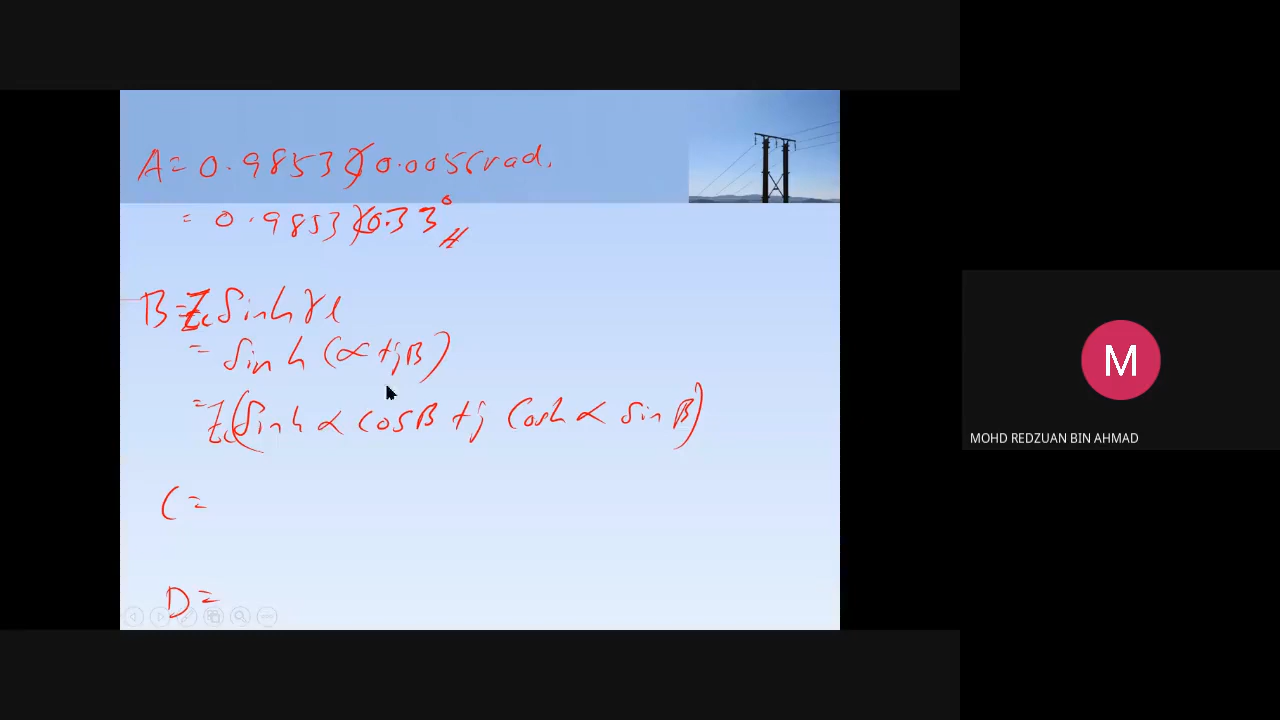 A = 0.9853∠0.0056 rad.
= 0.9853∠0.33°
B = Zc Sinh γl
= Sinh (α + jβ)
= Zc(Sinh α cosβ + j Cosh α sin β)
C =
D =
MOHD REDZUAN BIN AHMAD
M